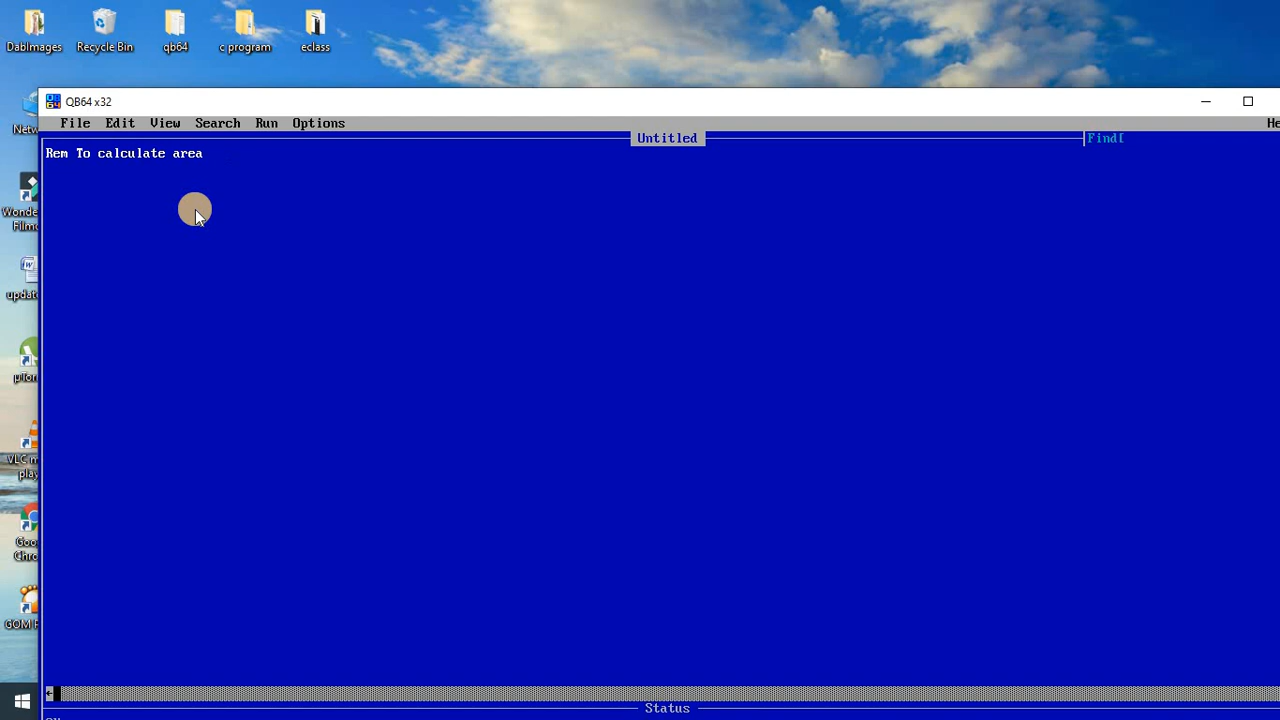 DabImages
Recycle Bin
qb64
c program
eclass
QB64 x32
File Edit View Search Run Options
Untitled
Find[
Rem To calculate area
Status